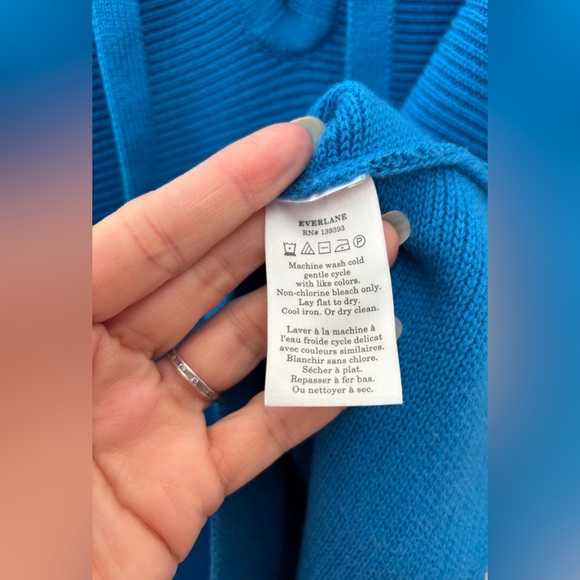 EVERLANE
RN# 139393
Machine wash cold
gentle cycle
with like colors.
Non-chlorine bleach only.
Lay flat to dry.
Cool iron. Or dry clean.
Laver à la machine à
l'eau froide cycle delicat
avec couleurs similaires.
Blanchir sans chlore.
Sécher à plat.
Repasser à fer bas.
Ou nettoyer à sec.